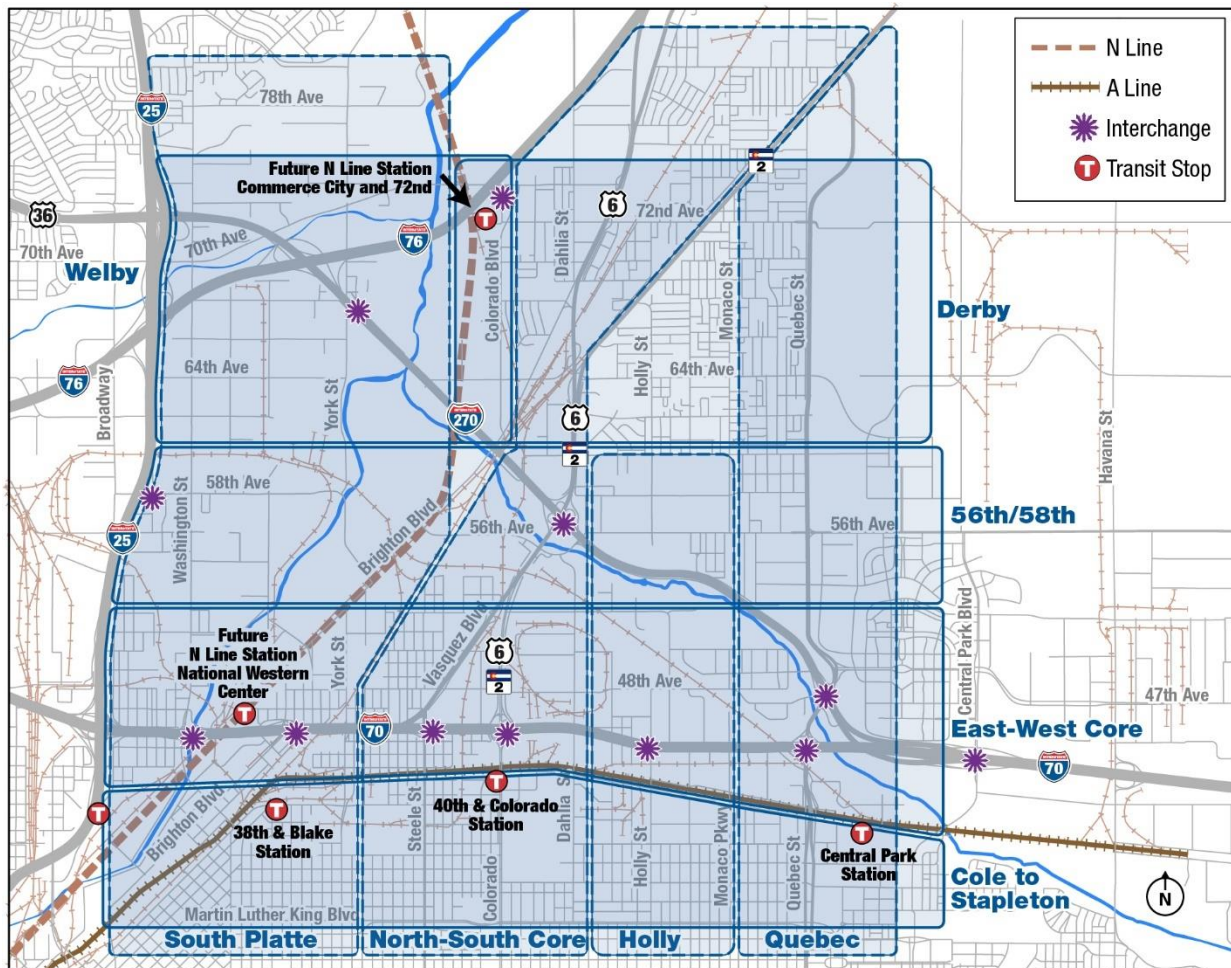 N Line
A Line
Interchange
Transit Stop
25
78th Ave
2
Future N Line Station
Commerce City and 72nd
36
70th Ave
70th Ave
76
6
72nd Ave
Dahlia St
Colorado Blvd
Welby
Monaco St
Quebec St
Derby
64th Ave
Holly St
64th Ave
76
Broadway
York St
270
6
2
Havana St
58th Ave
Washington St
56th/58th
25
Brighton Blvd
56th Ave
56th Ave
Future
N Line Station
National Western
Center
York St
Vasquez Blvd
6
2
48th Ave
Central Park Blvd
47th Ave
70
East-West Core
70
Brighton Blvd
38th & Blake
Station
Steele St
40th & Colorado
Station
Dahlia S
Colorado
Holly St
Monaco Pkwy
Quebec St
Central Park
Station
Cole to
Stapleton
N
Martin Luther King Blvd
South Platte
North-South Core
Holly
Quebec
T
T
T
T
T
T
T